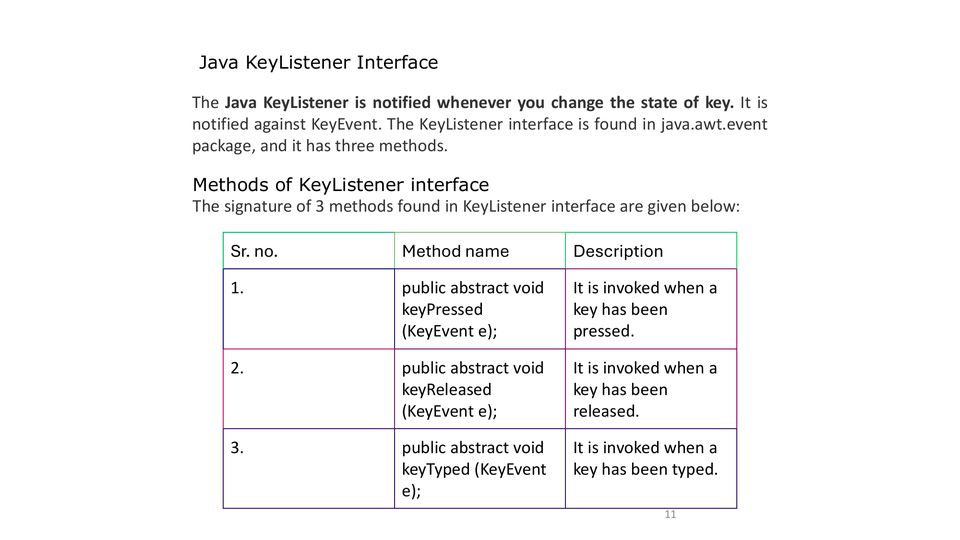 Java KeyListener Interface
The Java KeyListener is notified whenever you change the state of key. It is
notified against KeyEvent. The KeyListener interface is found in java.awt.event
package, and it has three methods.
Methods of KeyListener interface
The signature of 3 methods found in KeyListener interface are given below:
Sr. no. Method name Description
1. public abstract void It is invoked when a
keyPressed key has been
(KeyEvent e); pressed.
2. public abstract void It is invoked when a
keyReleased key has been
(KeyEvent e); released.
3. public abstract void It is invoked when a
keyTyped (KeyEvent key has been typed.
e);
11